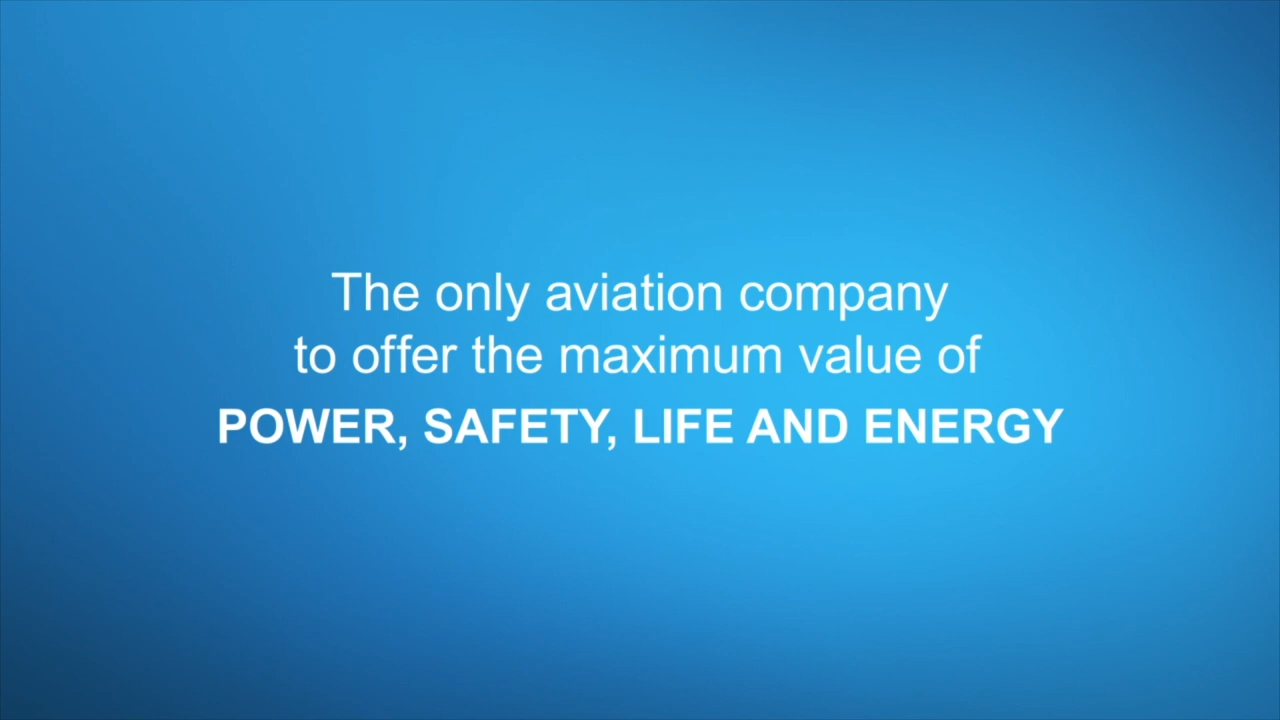 The only aviation company
to offer the maximum value of
POWER, SAFETY, LIFE AND ENERGY